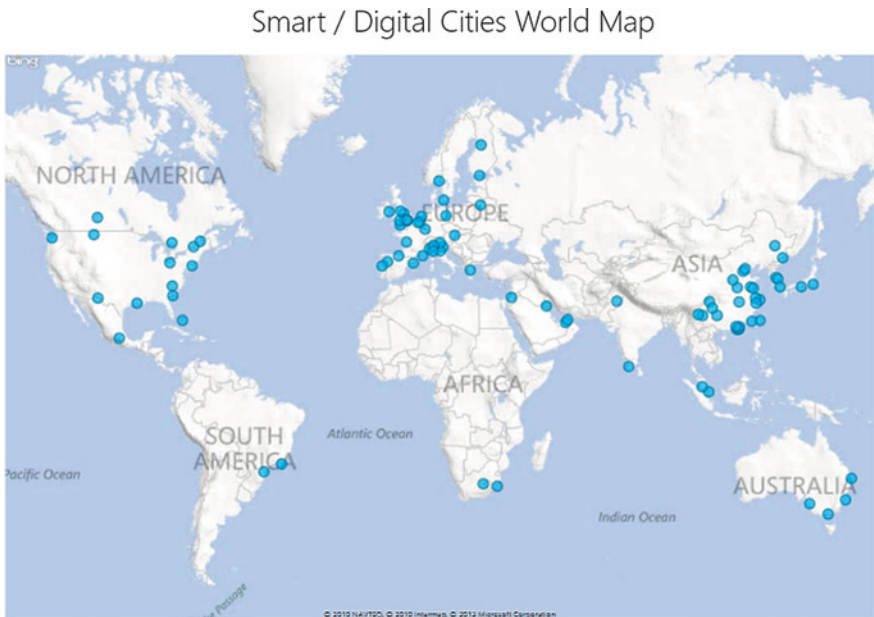 Smart / Digital Cities World Map
bing
NORTH AMERICA
EUROPE
ASIA
AFRICA
Atlantic Ocean
SOUTH
AMERICA
Pacific Ocean
AUSTRALIA
Indian Ocean
Passage
© 2010 NAVTEQ, © 2010 Intermap, © 2013 Microsoft Corporation